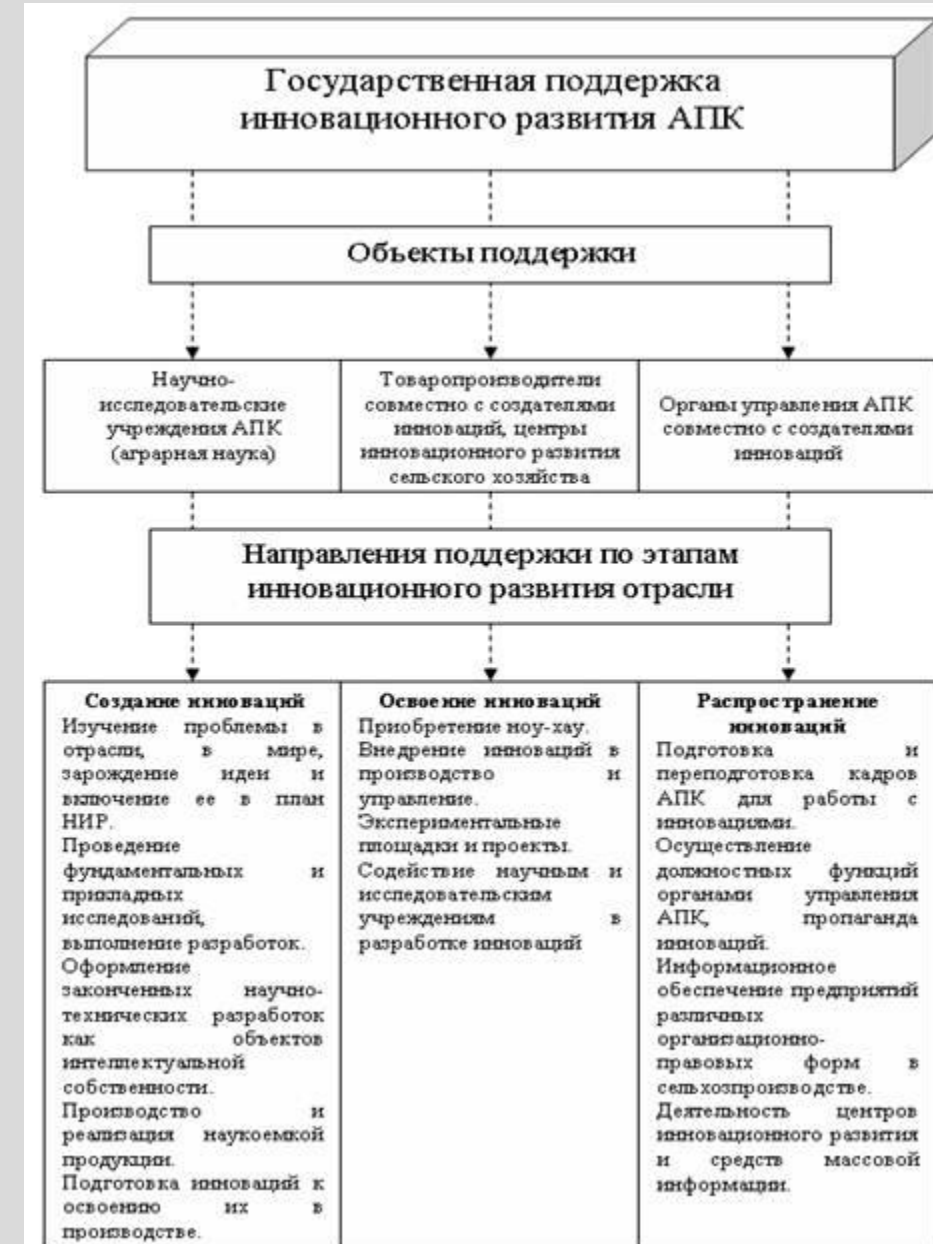 Государственная поддержка
инновационного развития АПК
Объекты поддержки
Научно-
исследовательские
учреждения АПК
(аграрная наука)
Товаропроизводители
совместно с создателями
инноваций, центры
инновационного развития
сельского хозяйства
Органы управления АПК
совместно с создателями
инноваций
Направления поддержки по этапам
инновационного развития отрасли
Создание инноваций
Изучение проблемы в
отрасли, в мире,
зарождение идеи и
включение ее в план
НИР.
Проведение
фундаментальных и
прикладных
исследований,
выполнение разработок.
Оформление
законченных научно-
технических разработок
как объектов
интеллектуальной
собственности.
Производство и
реализация наукоемкой
продукции.
Подготовка инноваций к
освоению их в
производстве.
Освоение инноваций
Приобретение ноу-хау.
Внедрение инноваций в
производство и
управление.
Экспериментальные
площадки и проекты.
Содействие научным и
исследовательским
учреждениям в
разработке инноваций
Распространение
инноваций
Подготовка и
переподготовка кадров
АПК для работы с
инновациями.
Осуществление
должностных функций
органами управления
АПК, пропаганда
инноваций.
Информационное
обеспечение предприятий
различных
организационно-
правовых форм в
сельхозпроизводстве.
Деятельность центров
инновационного развития
и средств массовой
информации.